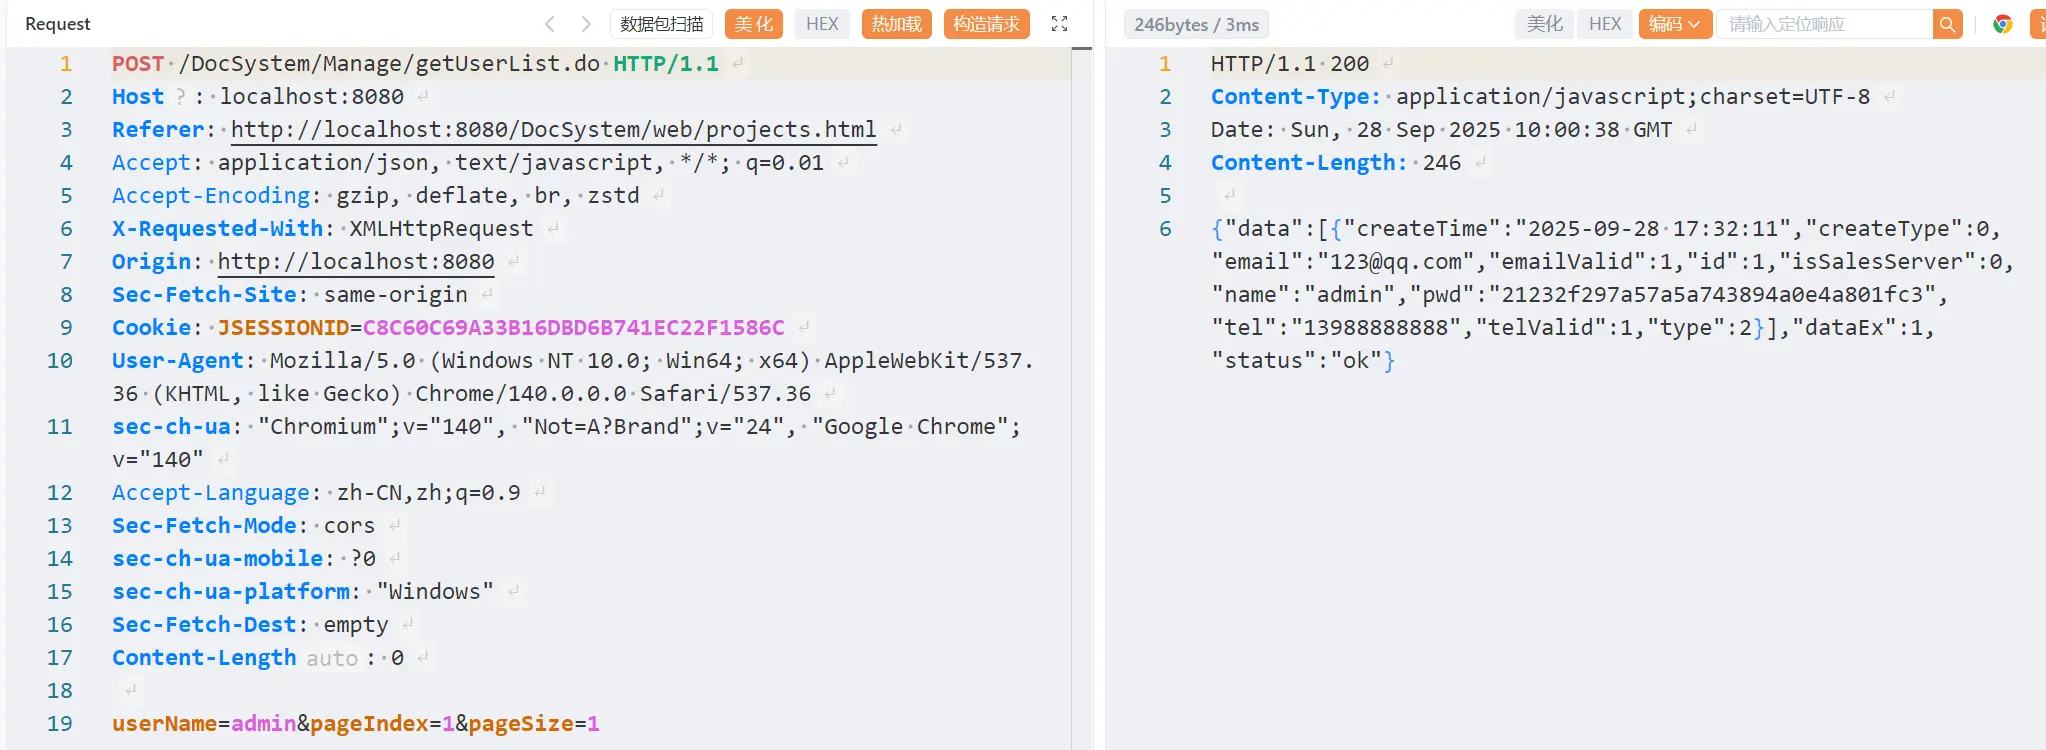 Request
数据包扫描
美化
HEX
热加载
构造请求
1 POST /DocSystem/Manage/getUserList.do HTTP/1.1
2 Host ? : localhost:8080
3 Referer: http://localhost:8080/DocSystem/web/projects.html
4 Accept: application/json, text/javascript, */*; q=0.01
5 Accept-Encoding: gzip, deflate, br, zstd
6 X-Requested-With: XMLHttpRequest
7 Origin: http://localhost:8080
8 Sec-Fetch-Site: same-origin
9 Cookie: JSESSIONID=C8C60C69A33B16DBD6B741EC22F1586C
10 User-Agent: Mozilla/5.0 (Windows NT 10.0; Win64; x64) AppleWebKit/537.
36 (KHTML, like Gecko) Chrome/140.0.0.0 Safari/537.36
11 sec-ch-ua: "Chromium";v="140", "Not=A?Brand";v="24", "Google Chrome";
v="140"
12 Accept-Language: zh-CN,zh;q=0.9
13 Sec-Fetch-Mode: cors
14 sec-ch-ua-mobile: ?0
15 sec-ch-ua-platform: "Windows"
16 Sec-Fetch-Dest: empty
17 Content-Length auto : 0
18
19 userName=admin&pageIndex=1&pageSize=1
246bytes / 3ms
美化
HEX
编码
请输入定位响应
1 HTTP/1.1 200
2 Content-Type: application/javascript;charset=UTF-8
3 Date: Sun, 28 Sep 2025 10:00:38 GMT
4 Content-Length: 246
5
6 {"data":[{"createTime":"2025-09-28 17:32:11","createType":0,
"email":"123@qq.com","emailValid":1,"id":1,"isSalesServer":0,
"name":"admin","pwd":"21232f297a57a5a743894a0e4a801fc3",
"tel":"13988888888","telValid":1,"type":2}],"dataEx":1,
"status":"ok"}